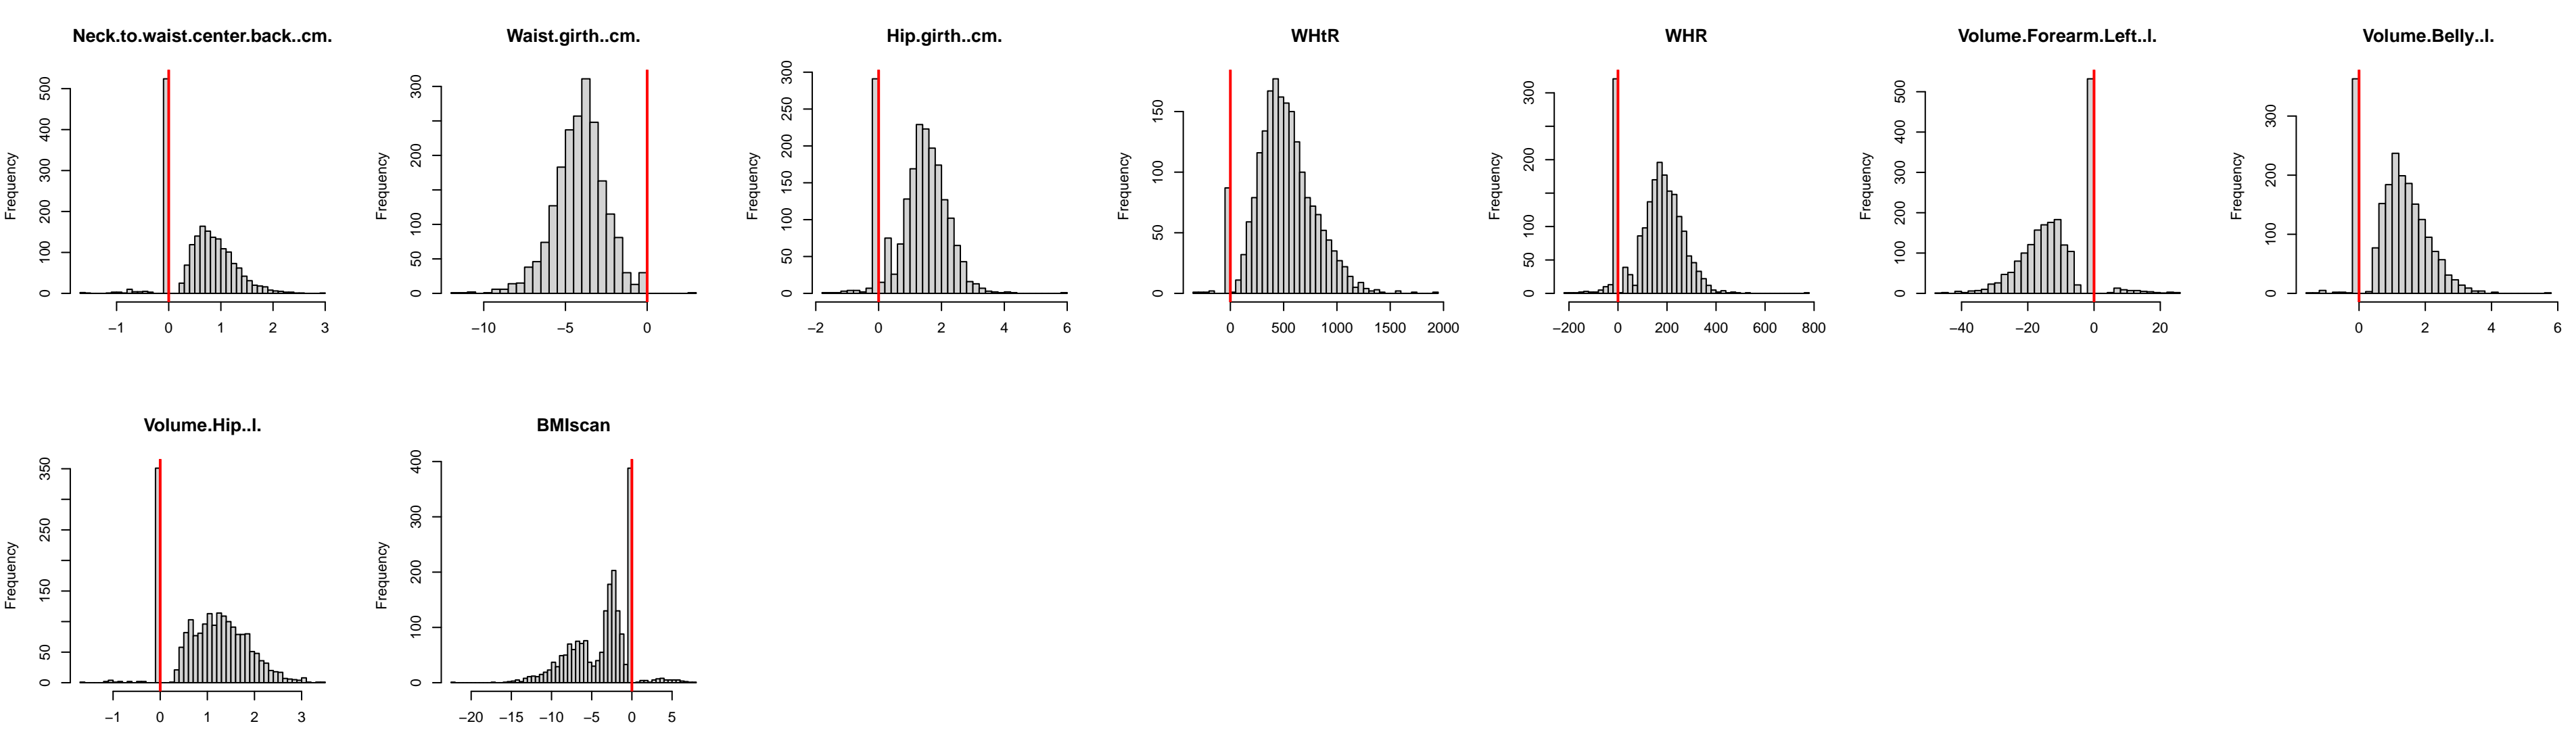 Neck.to.waist.center.back..cm.
Frequency
0 100 200 300 400 500
−1 0 1 2 3
Waist.girth..cm.
Frequency
0 50 100 200 300
−10 −5 0
Hip.girth..cm.
Frequency
0 50 100 150 200 250 300
−2 0 2 4 6
WHtR
Frequency
0 50 100 150
0 500 1000 1500 2000
WHR
Frequency
0 50 100 200 300
−200 0 200 400 600 800
Volume.Forearm.Left..l.
Frequency
0 100 200 300 400 500
−40 −20 0 20
Volume.Belly..l.
Frequency
0 100 200 300
0 2 4 6
Volume.Hip..l.
Frequency
0 50 150 250 350
−1 0 1 2 3
BMIscan
Frequency
0 100 200 300 400
−20 −15 −10 −5 0 5